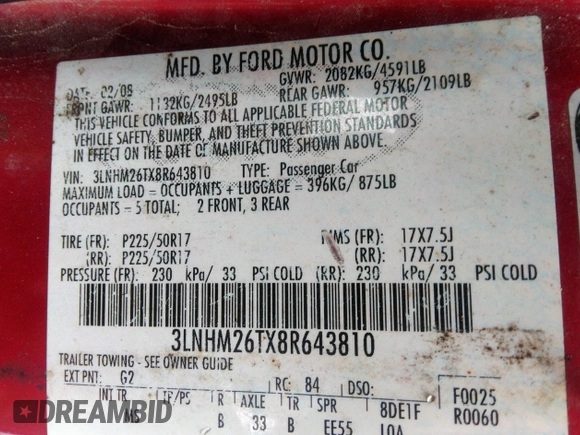 MFD. BY FORD MOTOR CO.
DATE: 02/08 GVWR: 2082KG/4591LB
FRONT GAWR: 1132KG/2495LB REAR GAWR: 957KG/2109LB
THIS VEHICLE CONFORMS TO ALL APPLICABLE FEDERAL MOTOR
VEHICLE SAFETY, BUMPER, AND THEFT PREVENTION STANDARDS
IN EFFECT ON THE DATE OF MANUFACTURE SHOWN ABOVE.
VIN: 3LNHM26TX8R643810 TYPE: Passenger Car
MAXIMUM LOAD = OCCUPANTS + LUGGAGE = 396KG/ 875LB
OCCUPANTS = 5 TOTAL; 2 FRONT, 3 REAR
TIRE (FR): P225/50R17 RIMS (FR): 17X7.5J
(RR): P225/50R17 (RR): 17X7.5J
PRESSURE (FR): 230 kPa/ 33 PSI COLD (RR): 230 kPa/ 33 PSI COLD
3LNHM26TX8R643810
TRAILER TOWING - SEE OWNER GUIDE
EXT PNT: G2 RC: 84 DSO: F0025
INT TR TP/PS R AXLE TR SPR 8DE1F R0060
MS B 33 B EE55
DREAMBID